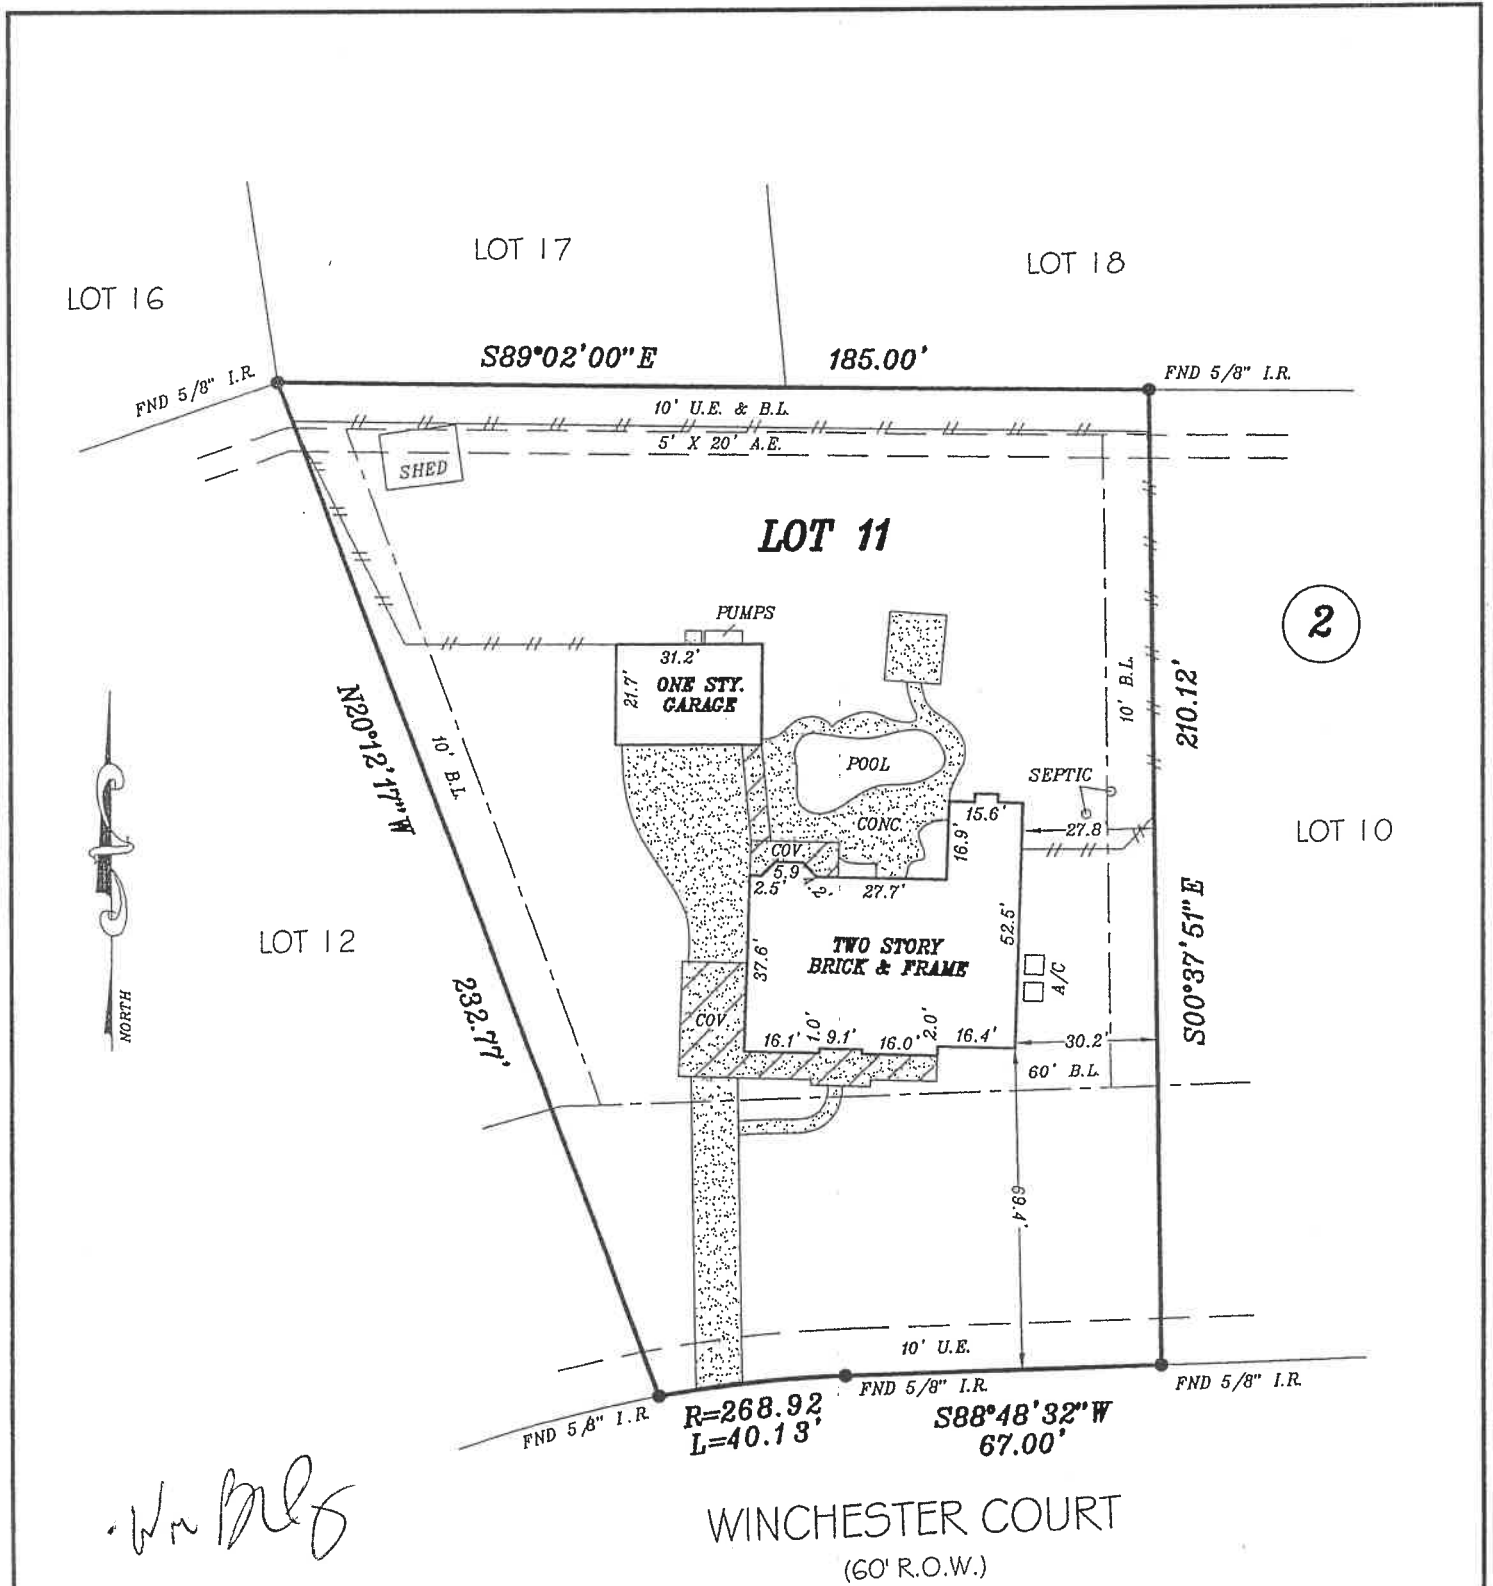 LOT 17
LOT 18
LOT 16
S89°02'00"E 185.00'
FND 5/8" I.R.
FND 5/8" I.R.
10' U.E. & B.L.
5' X 20' A.E.
SHED
LOT 11
2
PUMPS
31.2'
21.7'
ONE STY.
GARAGE
10' B.L.
210.12'
N20°12'17"W
10' B.L.
POOL
SEPTIC
CONC
15.6'
16.9'
27.8
LOT 10
COV
5.9
2.5'
27.7'
52.5'
S00°37'51"E
LOT 12
TWO STORY
BRICK & FRAME
37.6'
A/C
232.77'
NORTH
COV
16.1'
1.0'
9.1'
16.0'
2.0'
16.4'
30.2'
60' B.L.
69.4'
10' U.E.
FND 5/8" I.R.
FND 5/8" I.R.
FND 5/8" I.R.
R=268.92
L=40.13'
S88°48'32"W
67.00'
WINCHESTER COURT
(60' R.O.W.)